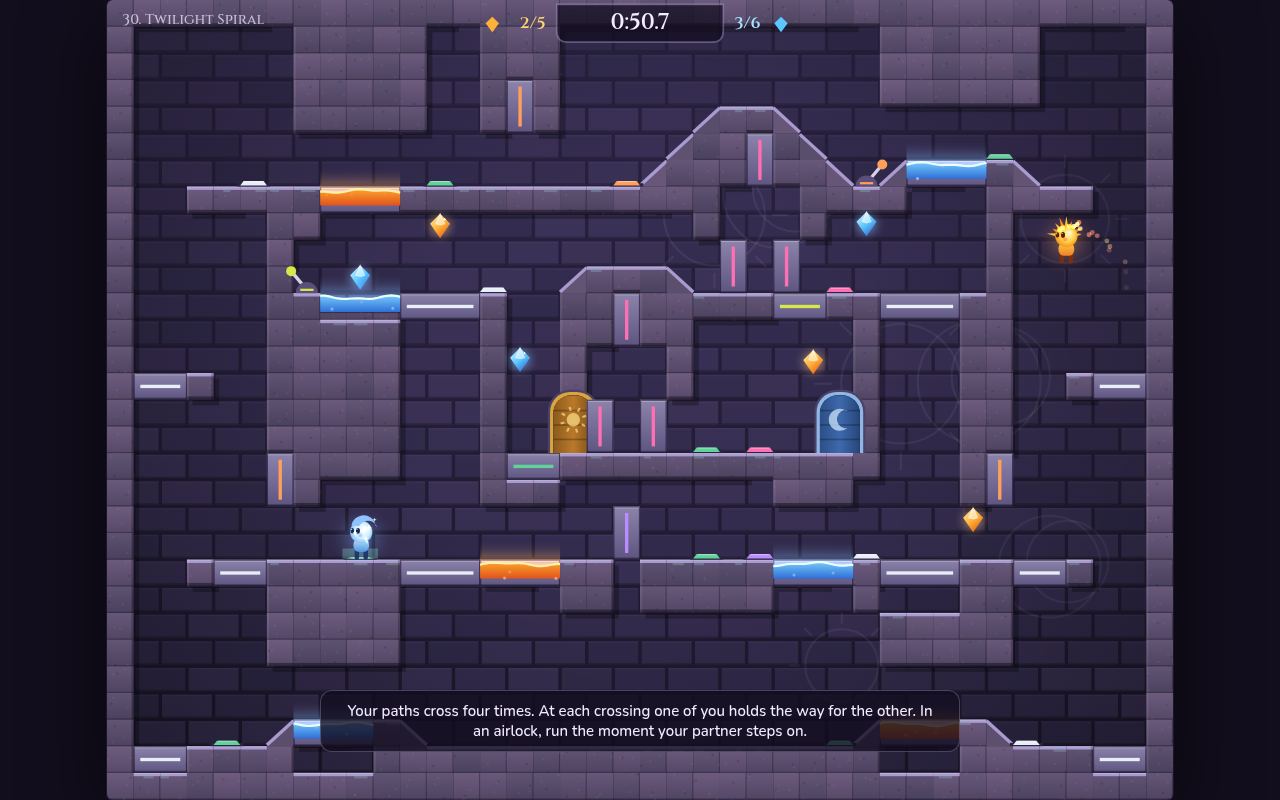 30. Twilight Spiral
2/5
0:50.7
3/6
Your paths cross four times. At each crossing one of you holds the way for the other. In
an airlock, run the moment your partner steps on.